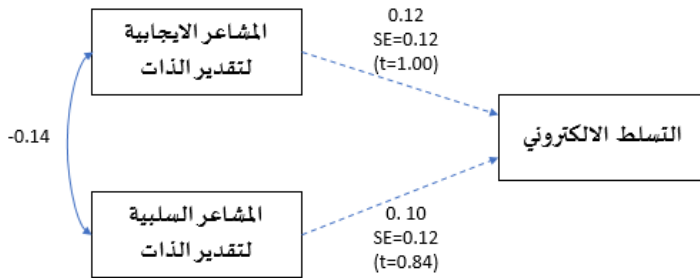 المشاعر الايجابية
لتقدير الذات
0.12
SE=0.12
(t=1.00)
التسلط الالكتروني
-0.14
المشاعر السلبية
لتقدير الذات
0. 10
SE=0.12
(t=0.84)